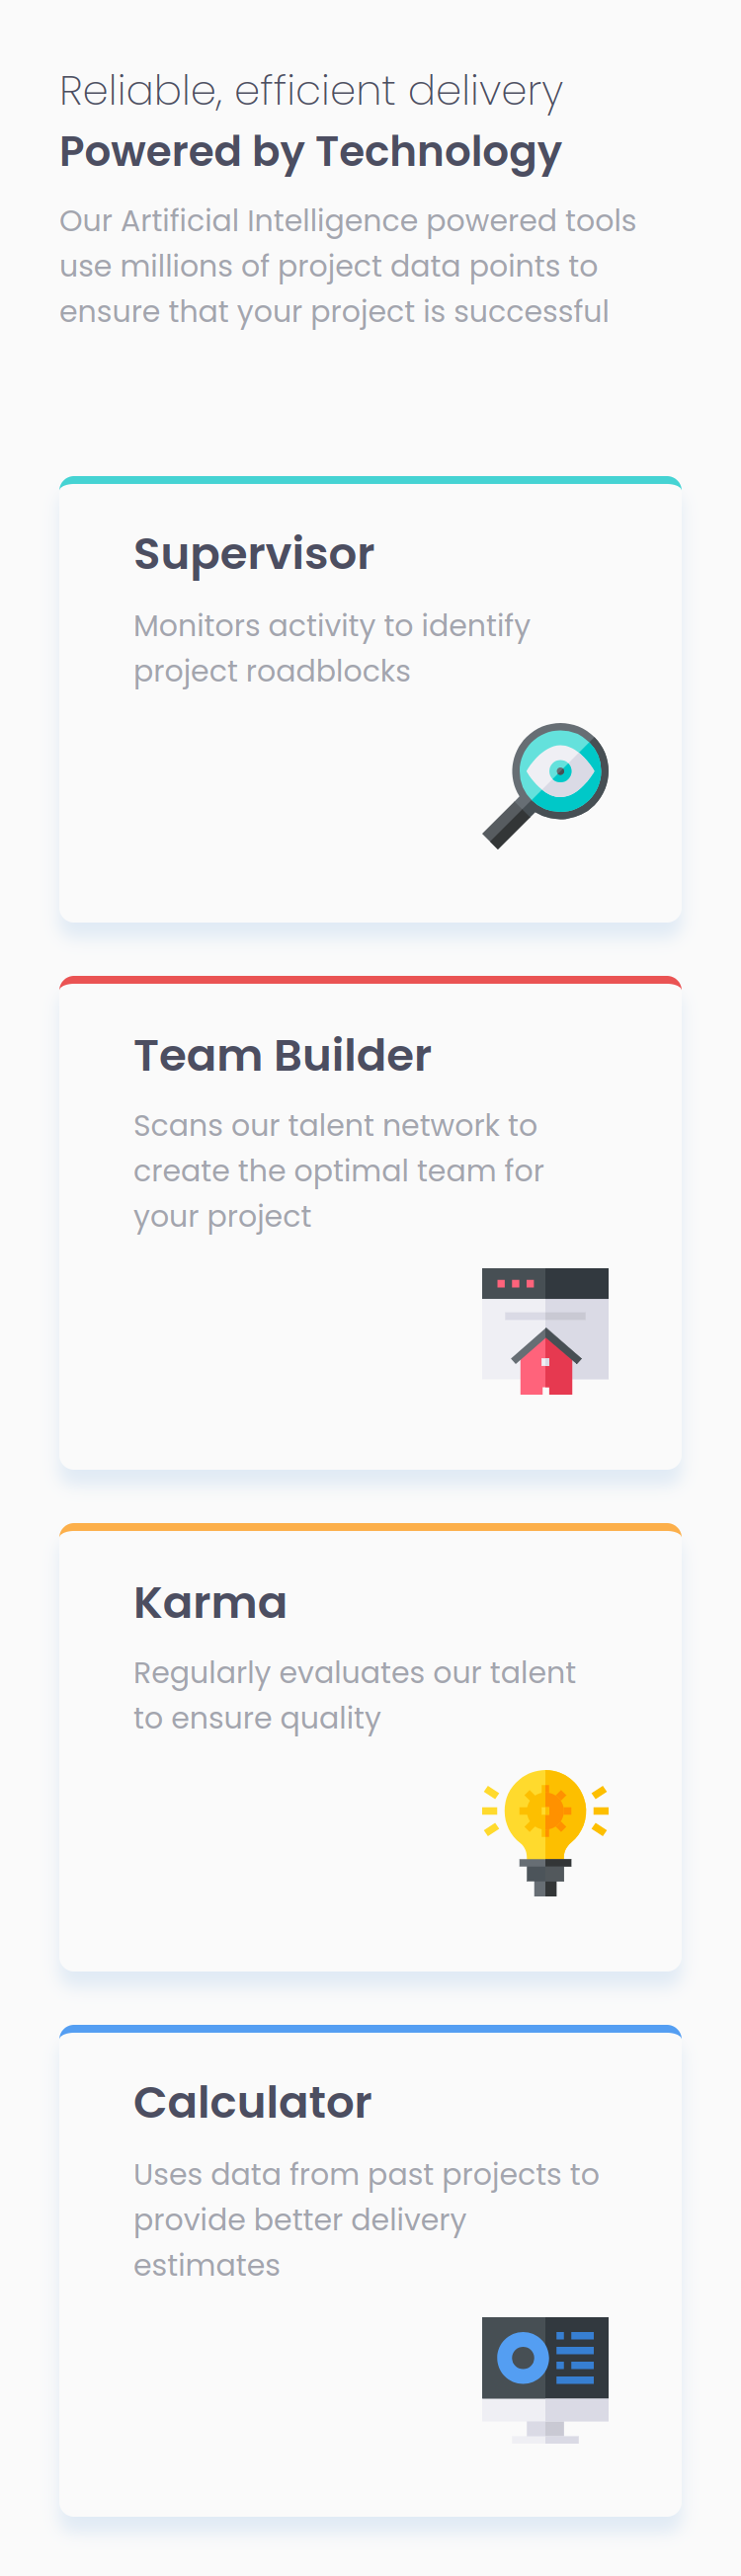 Reliable, efficient delivery
Powered by Technology
Our Artificial Intelligence powered tools
use millions of project data points to
ensure that your project is successful
Supervisor
Monitors activity to identify
project roadblocks
Team Builder
Scans our talent network to
create the optimal team for
your project
Karma
Regularly evaluates our talent
to ensure quality
Calculator
Uses data from past projects to
provide better delivery
estimates